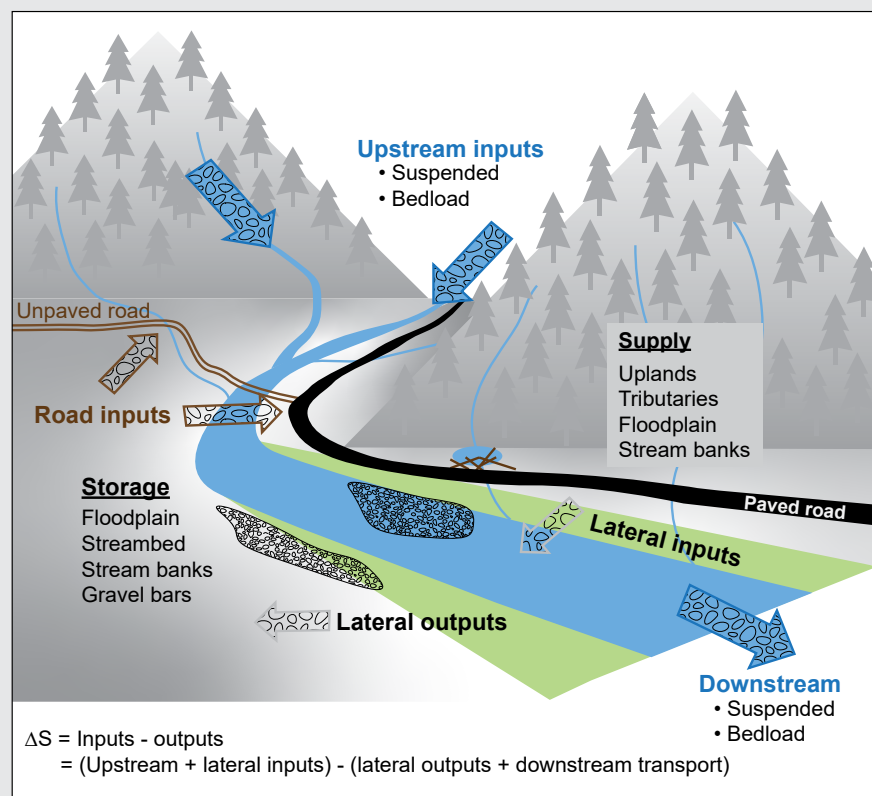 Upstream inputs
• Suspended
• Bedload
Unpaved road
Supply
Uplands
Tributaries
Floodplain
Stream banks
Road inputs
Storage
Floodplain
Streambed
Stream banks
Gravel bars
Paved road
Lateral inputs
Lateral outputs
Downstream
• Suspended
• Bedload
ΔS = Inputs - outputs
= (Upstream + lateral inputs) - (lateral outputs + downstream transport)